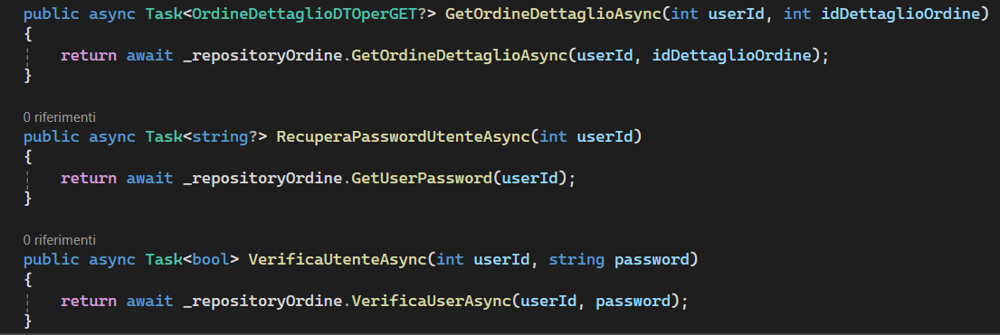 public async Task<OrdineDettaglioDTOperGET?> GetOrdineDettaglioAsync(int userId, int idDettaglioOrdine)
{
return await _repositoryOrdine.GetOrdineDettaglioAsync(userId, idDettaglioOrdine);
}
0 riferimenti
public async Task<string?> RecuperaPasswordUtenteAsync(int userId)
{
return await _repositoryOrdine.GetUserPassword(userId);
}
0 riferimenti
public async Task<bool> VerificaUtenteAsync(int userId, string password)
{
return await _repositoryOrdine.VerificaUserAsync(userId, password);
}